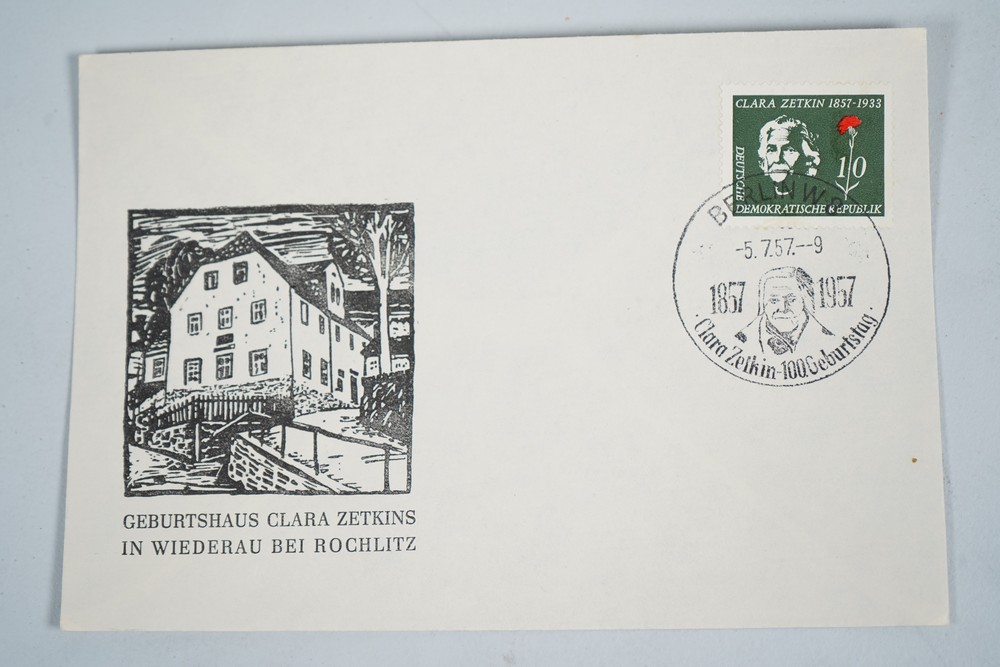 CLARA ZETKIN 1857-1933
DEUTSCHE
10
DEMOKRATISCHE REPUBLIK
BERLIN W
-5.7.57.--9
1857 1957
· Clara Zetkin-100.Geburtstag ·
GEBURTSHAUS CLARA ZETKINS
IN WIEDERAU BEI ROCHLITZ